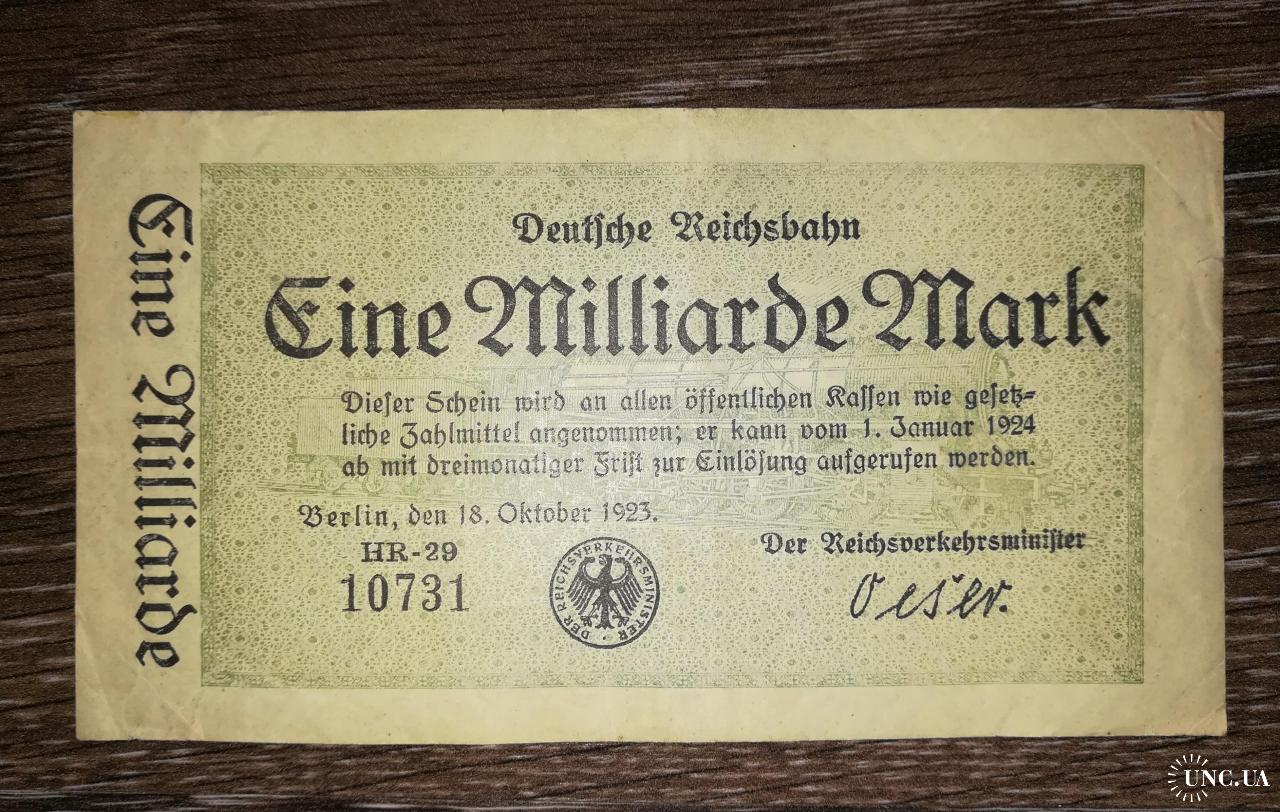 Eine Milliarde
Deutsche Reichsbahn
Eine Milliarde Mark
Dieser Schein wird an allen öffentlichen Kassen wie gesetz=
liche Zahlmittel angenommen; er kann vom 1. Januar 1924
ab mit dreimonatiger Frist zur Einlösung aufgerufen werden.
Berlin, den 18. Oktober 1923.
HR-29
10731
DER REICHSVERKEHRSMINISTER
Der Reichsverkehrsminister
Oeser.
UNC.UA